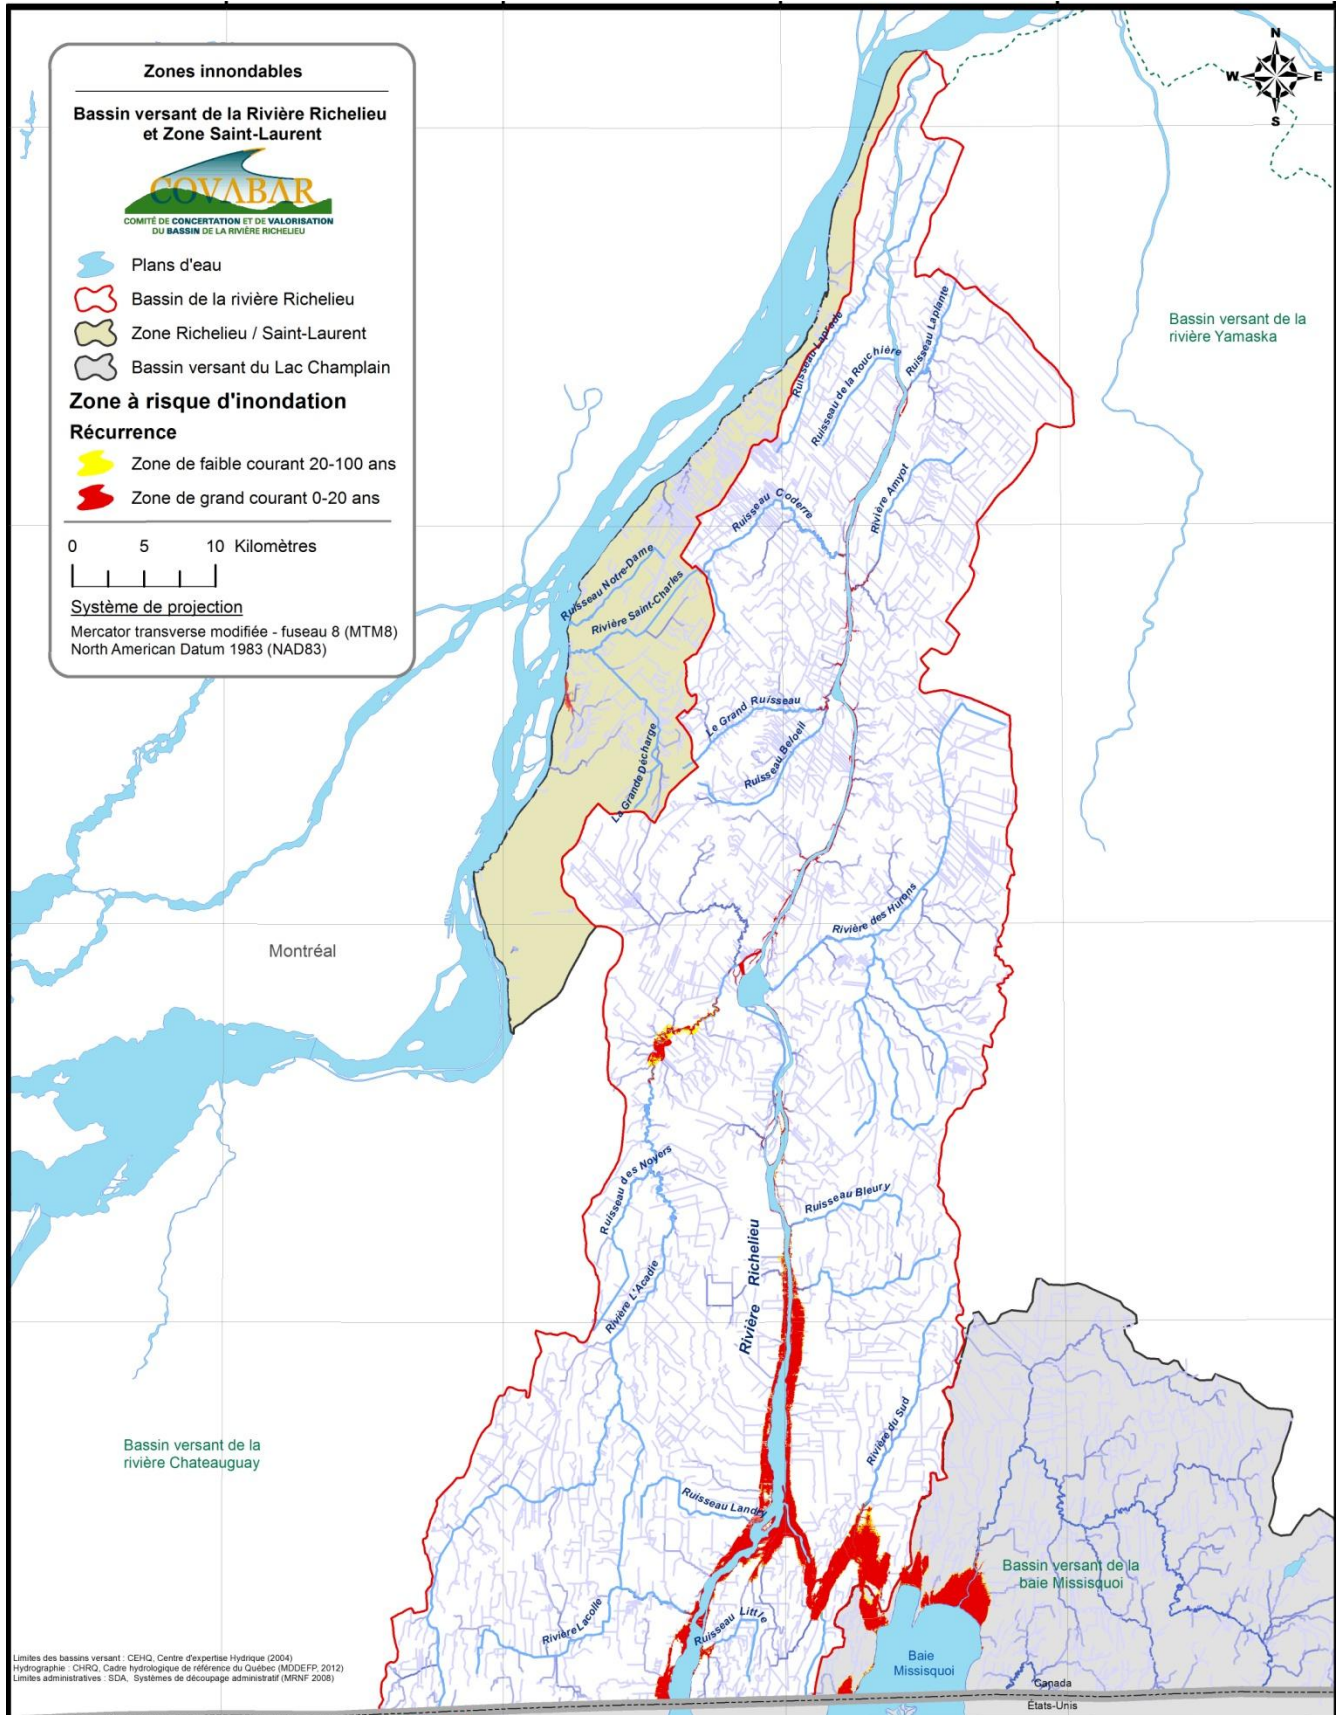 Zones innondables
Bassin versant de la Rivière Richelieu
et Zone Saint-Laurent
COVABAR
COMITÉ DE CONCERTATION ET DE VALORISATION
DU BASSIN DE LA RIVIÈRE RICHELIEU
Plans d'eau
Bassin de la rivière Richelieu
Zone Richelieu / Saint-Laurent
Bassin versant du Lac Champlain
Zone à risque d'inondation
Récurrence
Zone de faible courant 20-100 ans
Zone de grand courant 0-20 ans
0 5 10 Kilomètres
Système de projection
Mercator transverse modifiée - fuseau 8 (MTM8)
North American Datum 1983 (NAD83)
N
W E
S
Bassin versant de la
rivière Yamaska
Ruisseau Laprade
Ruisseau de la Rouchière
Ruisseau Laplante
Ruisseau Coderre
Rivière Amyot
Ruisseau Notre-Dame
Rivière Saint-Charles
Le Grand Ruisseau
Ruisseau Beloeil
La Grande Décharge
Rivière des Hurons
Montréal
Ruisseau des Noyers
Ruisseau Bleury
Rivière Richelieu
Rivière L'Acadie
Rivière du Sud
Bassin versant de la
rivière Chateauguay
Ruisseau Landry
Bassin versant de la
baie Missisquoi
Rivière Lacolle
Ruisseau Little
Baie
Missisquoi
Canada
États-Unis
Limites des bassins versant : CEHQ, Centre d'expertise Hydrique (2004)
Hydrographie : CHRQ, Cadre hydrologique de référence du Québec (MDDEFP, 2012)
Limites administratives : SDA, Systèmes de découpage administratif (MRNF 2008)